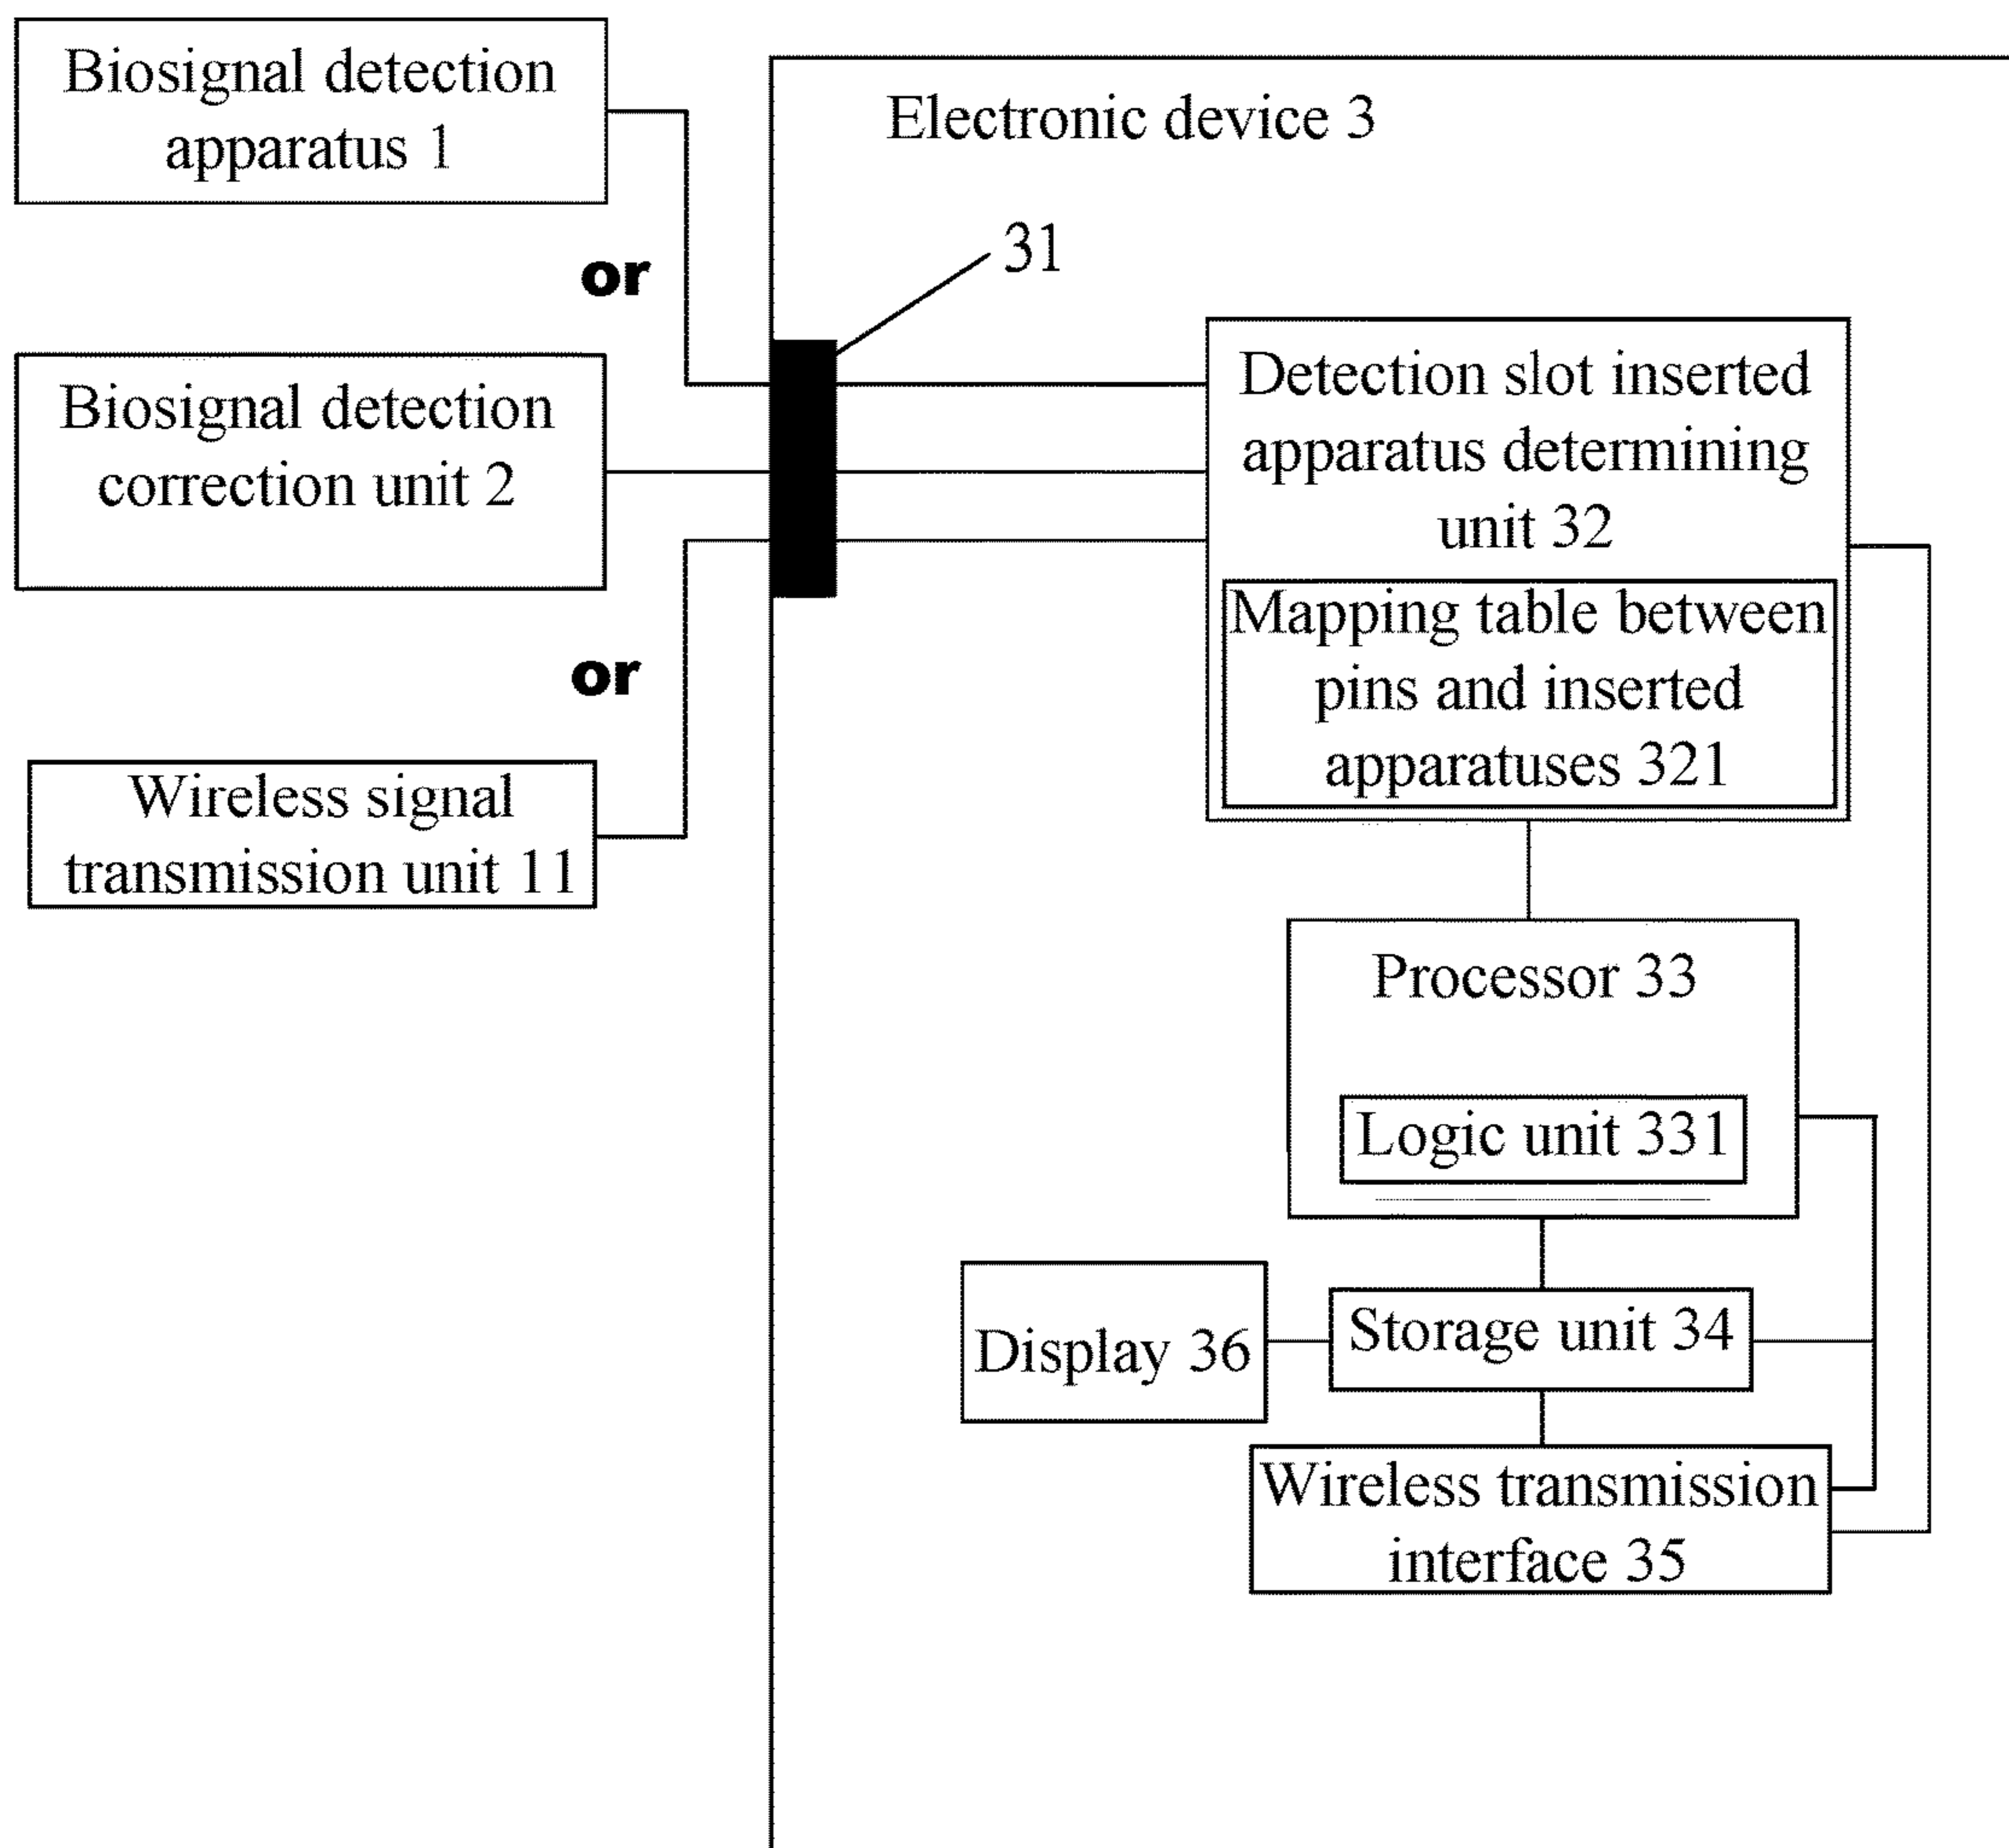 Biosignal detection
apparatus 1
Electronic device 3
or
31
Biosignal detection
correction unit 2
Detection slot inserted
apparatus determining
unit 32
Mapping table between
pins and inserted
apparatuses 321
or
Wireless signal
transmission unit 11
Processor 33
Logic unit 331
Display 36
Storage unit 34
Wireless transmission
interface 35